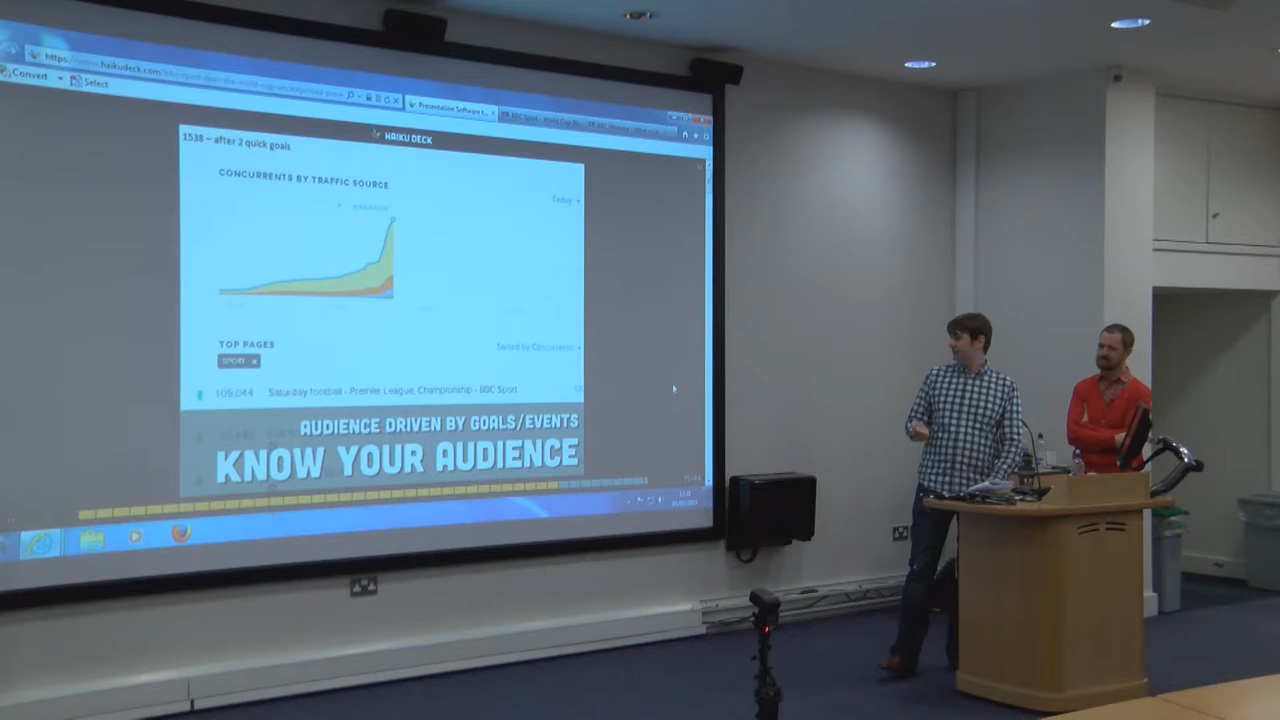 Convert Select
Presentation Software t...
HAIKU DECK
1538 – after 2 quick goals
CONCURRENTS BY TRAFFIC SOURCE
Today
TOP PAGES
SPORT x
Sorted by Concurrents
109,044 Saturday football - Premier League, Championship - BBC Sport
AUDIENCE DRIVEN BY GOALS/EVENTS
KNOW YOUR AUDIENCE